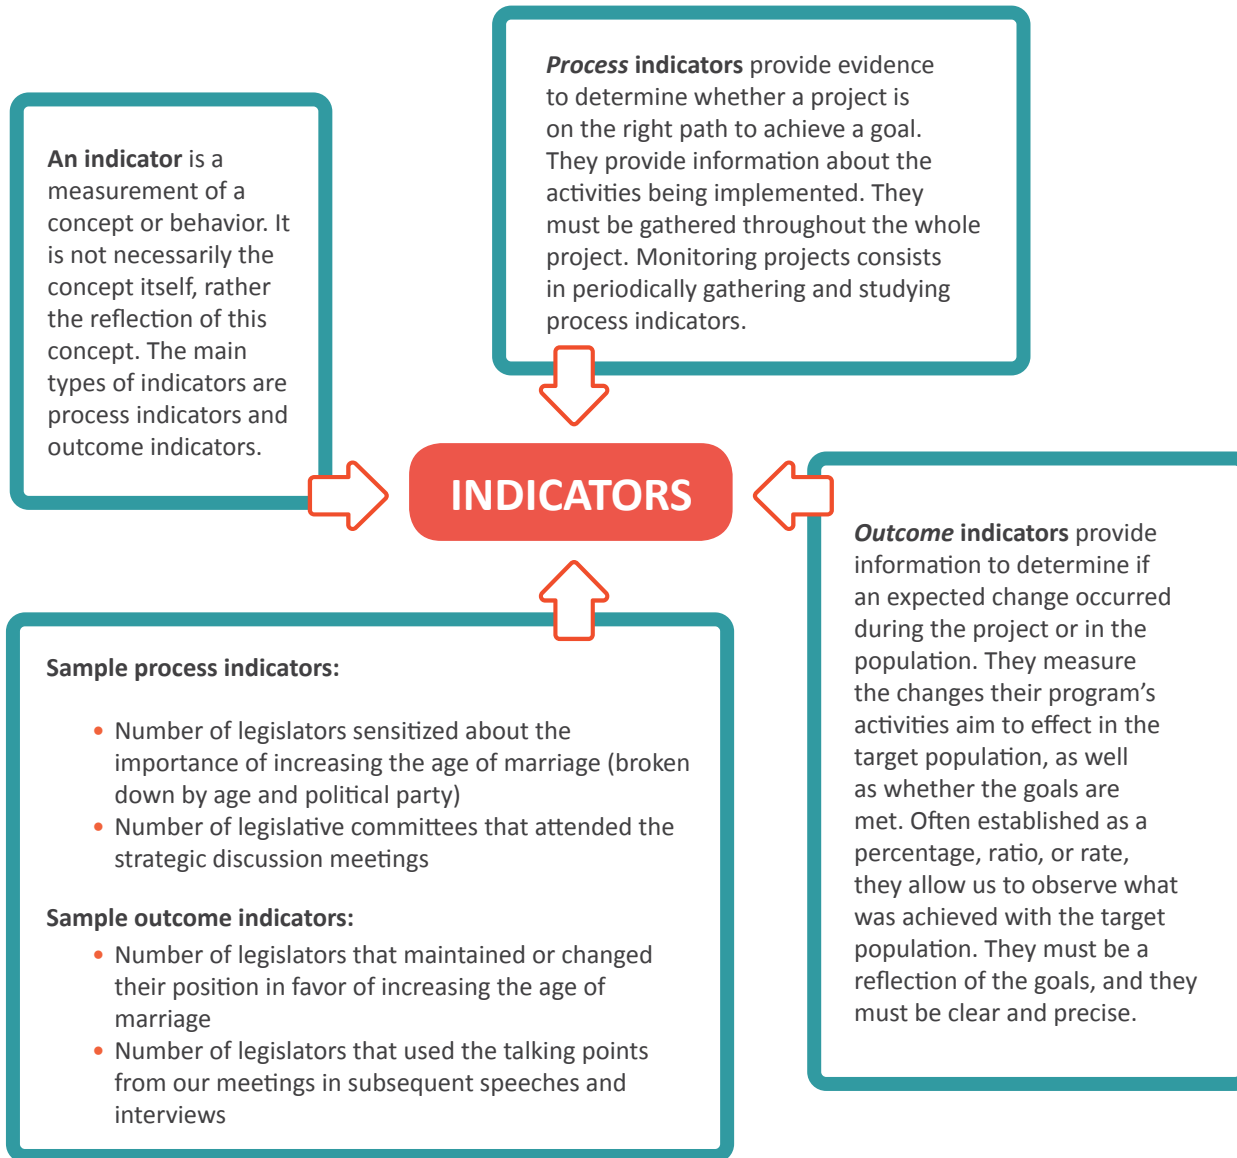 An indicator is a
measurement of a
concept or behavior. It
is not necessarily the
concept itself, rather
the reflection of this
concept. The main
types of indicators are
process indicators and
outcome indicators.
Process indicators provide evidence
to determine whether a project is
on the right path to achieve a goal.
They provide information about the
activities being implemented. They
must be gathered throughout the whole
project. Monitoring projects consists
in periodically gathering and studying
process indicators.
INDICATORS
Outcome indicators provide
information to determine if
an expected change occurred
during the project or in the
population. They measure
the changes their program’s
activities aim to effect in the
target population, as well
as whether the goals are
met. Often established as a
percentage, ratio, or rate,
they allow us to observe what
was achieved with the target
population. They must be a
reflection of the goals, and they
must be clear and precise.
Sample process indicators:
• Number of legislators sensitized about the
importance of increasing the age of marriage (broken
down by age and political party)
• Number of legislative committees that attended the
strategic discussion meetings
Sample outcome indicators:
• Number of legislators that maintained or changed
their position in favor of increasing the age of
marriage
• Number of legislators that used the talking points
from our meetings in subsequent speeches and
interviews